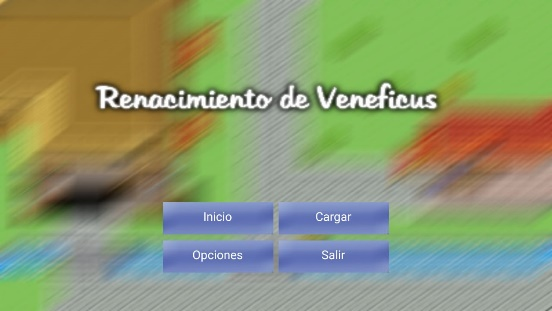 Renacimiento de Veneficus
Inicio Cargar
Opciones Salir